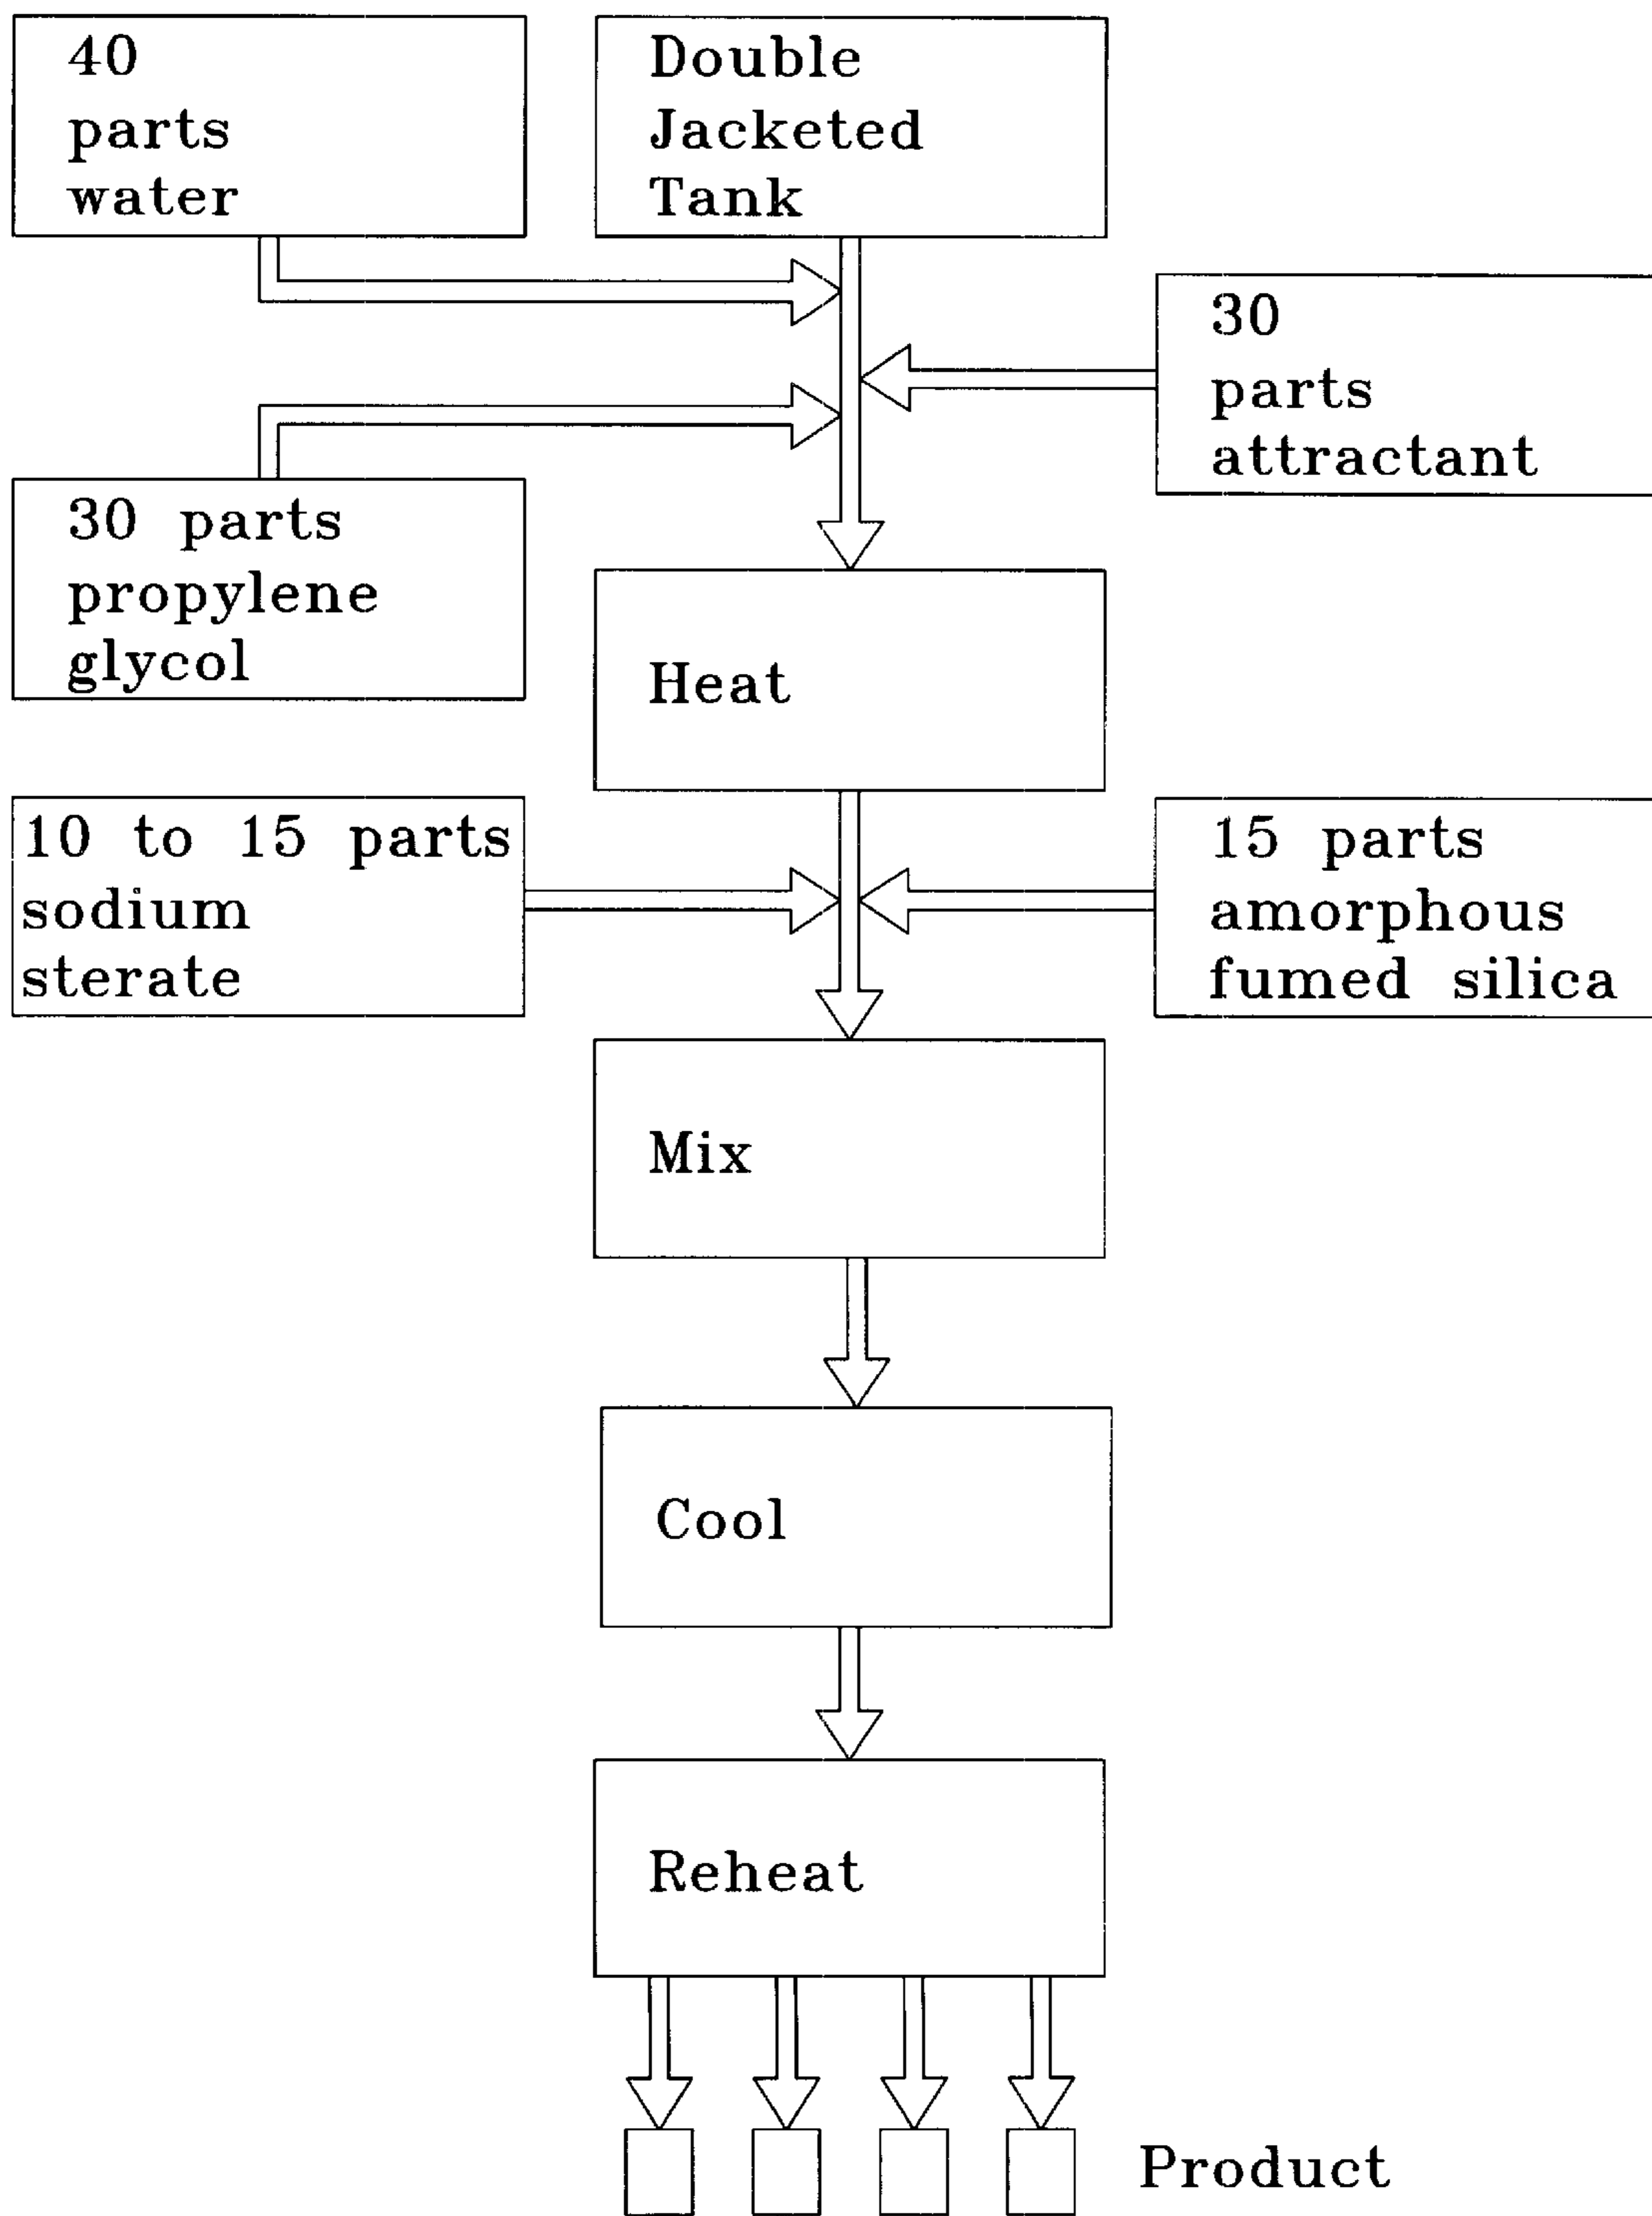 40
parts
water
Double
Jacketed
Tank
30
parts
attractant
30 parts
propylene
glycol
Heat
10 to 15 parts
sodium
sterate
15 parts
amorphous
fumed silica
Mix
Cool
Reheat
Product